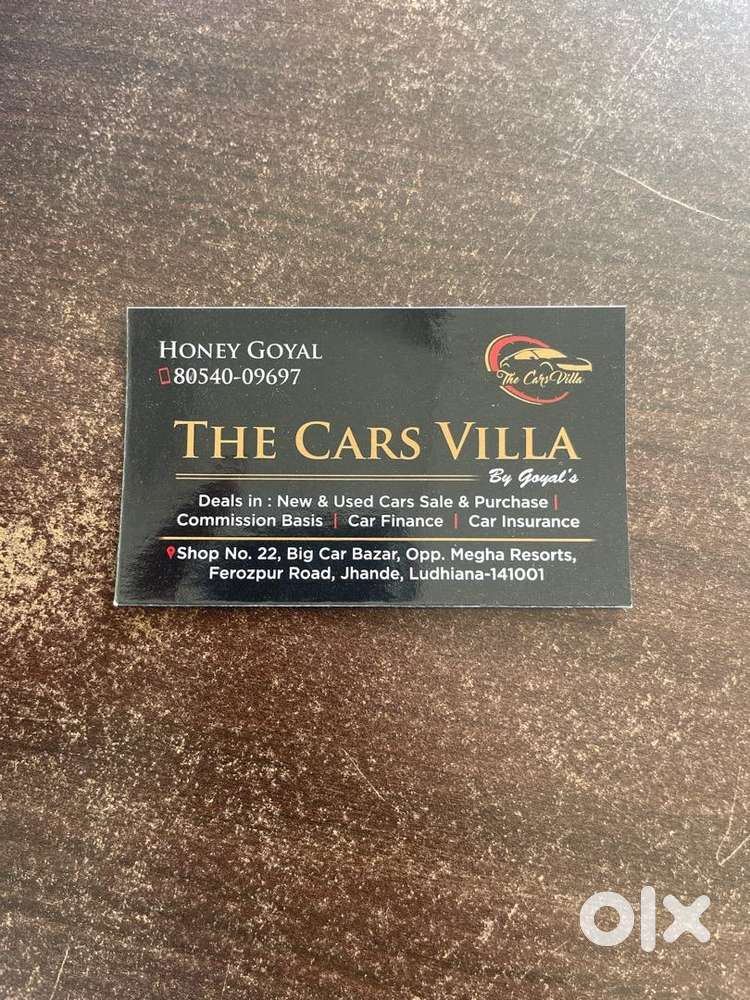 HONEY GOYAL
80540-09697
The Cars Villa
THE CARS VILLA
By Goyal's
Deals in : New & Used Cars Sale & Purchase |
Commission Basis | Car Finance | Car Insurance
Shop No. 22, Big Car Bazar, Opp. Megha Resorts,
Ferozpur Road, Jhande, Ludhiana-141001
olx